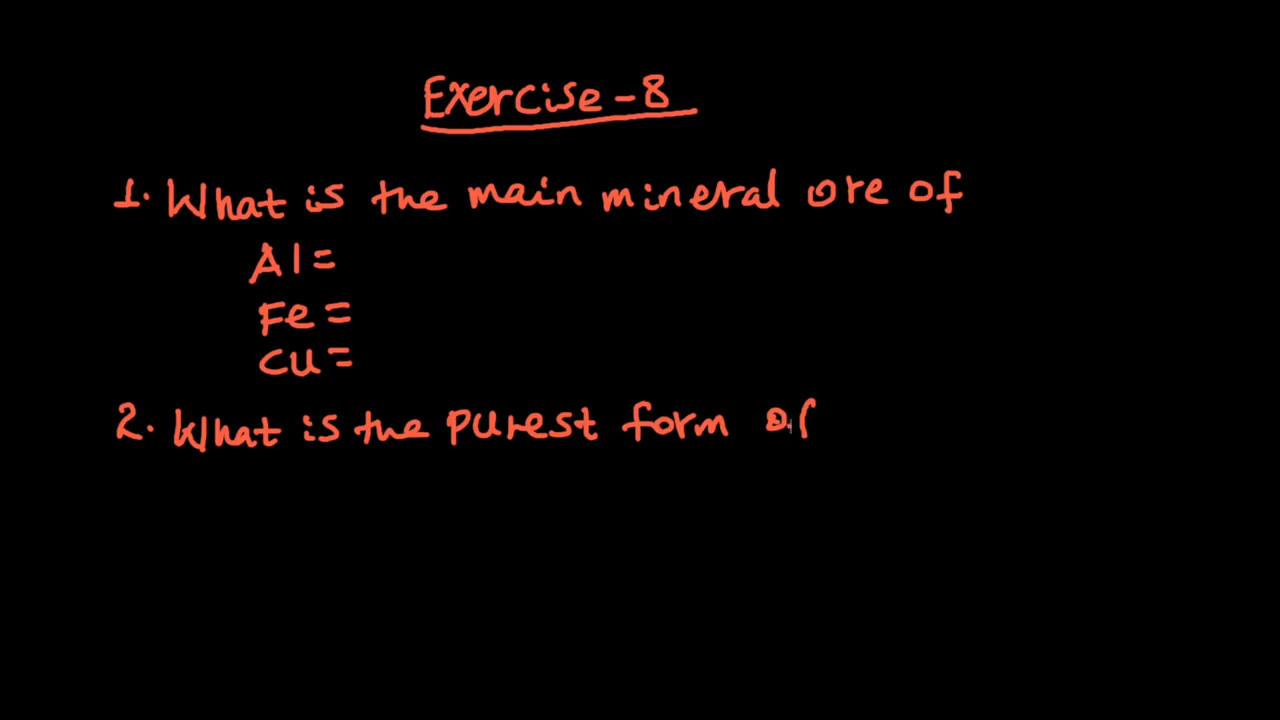 Exercise - 8
1. What is the main mineral ore of
Al =
Fe =
Cu =
2. What is the purest form of